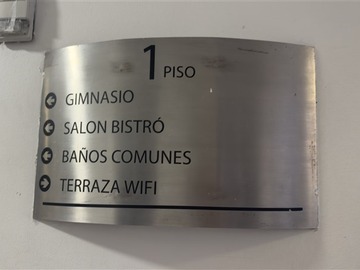 1 PISO
GIMNASIO
SALON BISTRÓ
BAÑOS COMUNES
TERRAZA WIFI